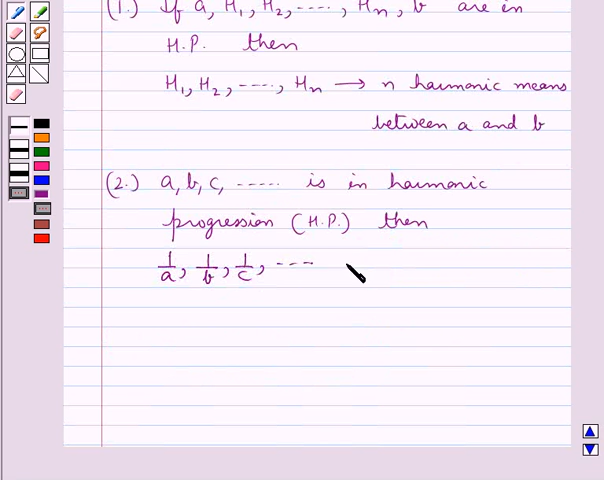 (1.) If a, H₁, H₂, -----, Hₙ, b are in
H.P. then
H₁, H₂, ----, Hₙ → n harmonic means
between a and b
(2.) a, b, c, ----- is in harmonic
progression (H.P.) then
1/a, 1/b, 1/c, ----